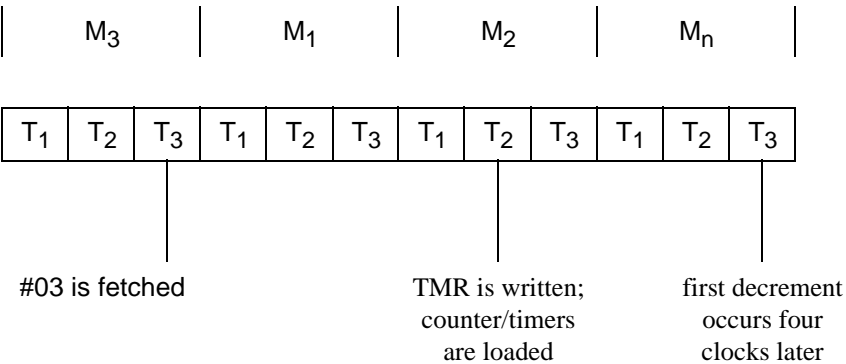 M3 M1 M2 Mn
T1 T2 T3 T1 T2 T3 T1 T2 T3 T1 T2 T3
#03 is fetched
TMR is written;
counter/timers
are loaded
first decrement
occurs four
clocks later